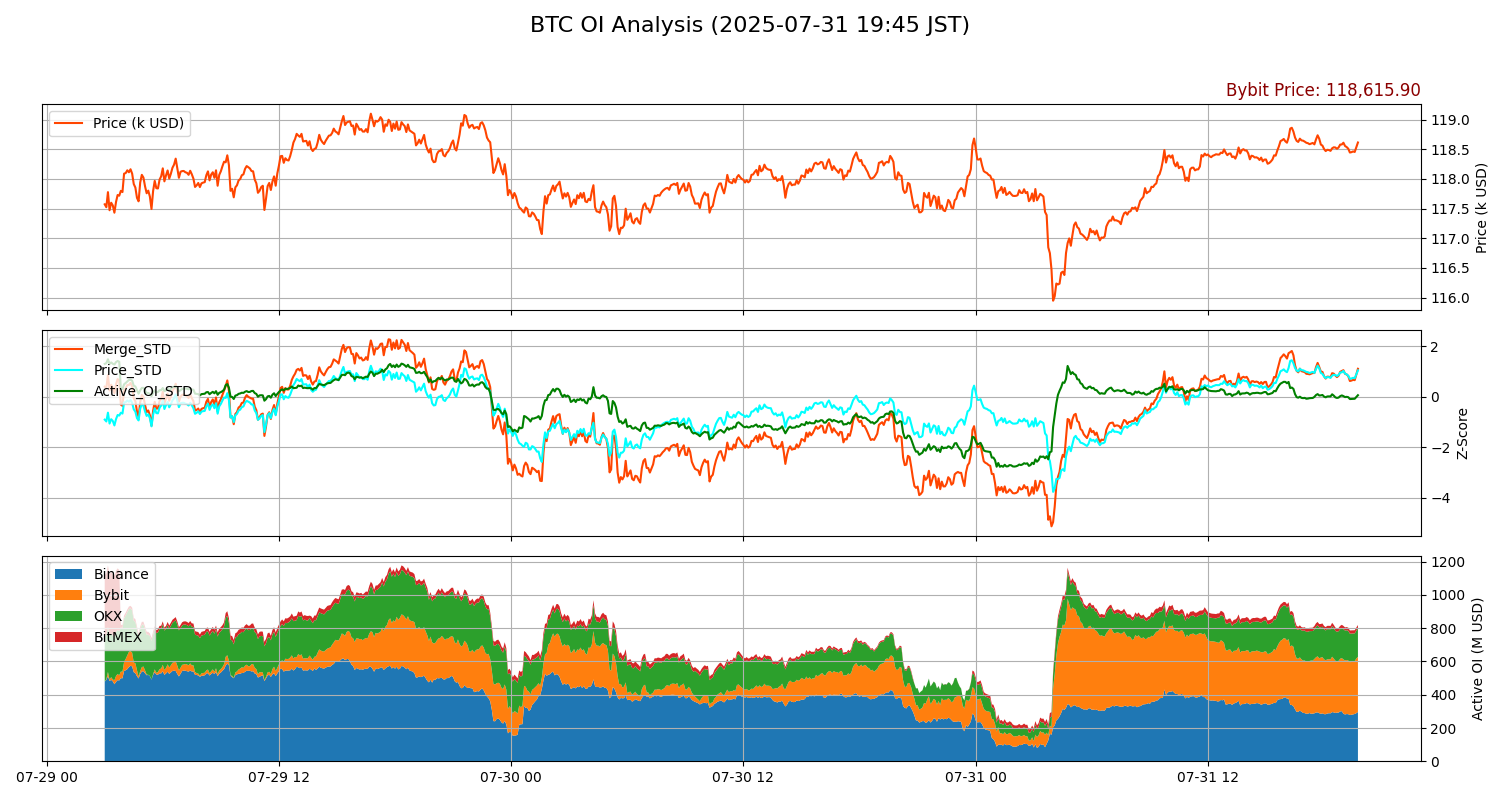 BTC OI Analysis (2025-07-31 19:45 JST)
Bybit Price: 118,615.90
Price (k USD)
119.0
118.5
118.0
117.5
117.0
116.5
116.0
Price (k USD)
Merge_STD
Price_STD
Active_OI_STD
2
0
−2
−4
Z-Score
Binance
Bybit
OKX
BitMEX
1200
1000
800
600
400
200
0
Active OI (M USD)
07-29 00
07-29 12
07-30 00
07-30 12
07-31 00
07-31 12